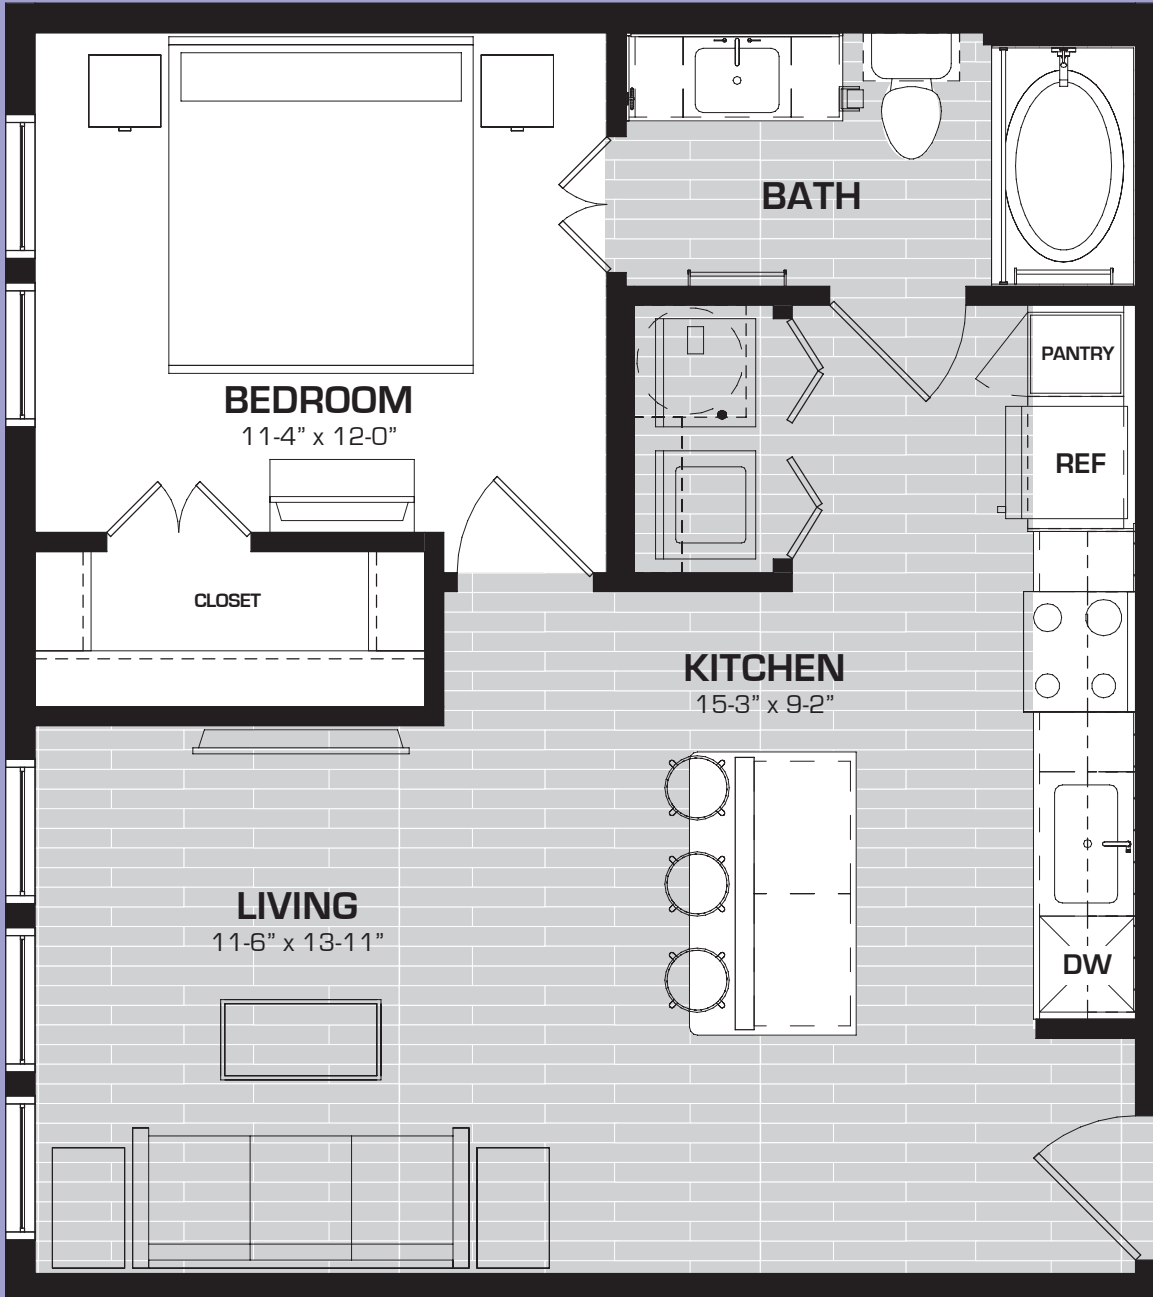 BATH
PANTRY
BEDROOM
11-4” x 12-0”
REF
CLOSET
KITCHEN
15-3” x 9-2”
LIVING
11-6” x 13-11”
DW